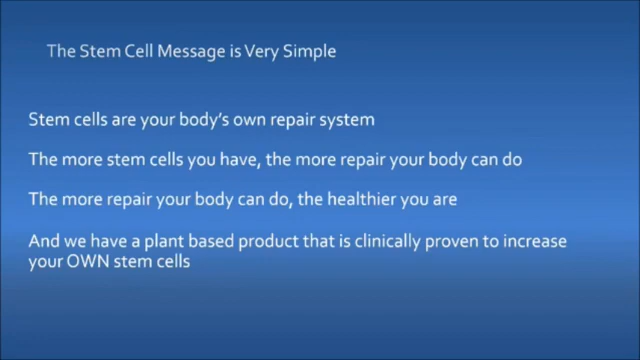 The Stem Cell Message is Very Simple
Stem cells are your body's own repair system
The more stem cells you have, the more repair your body can do
The more repair your body can do, the healthier you are
And we have a plant based product that is clinically proven to increase
your OWN stem cells